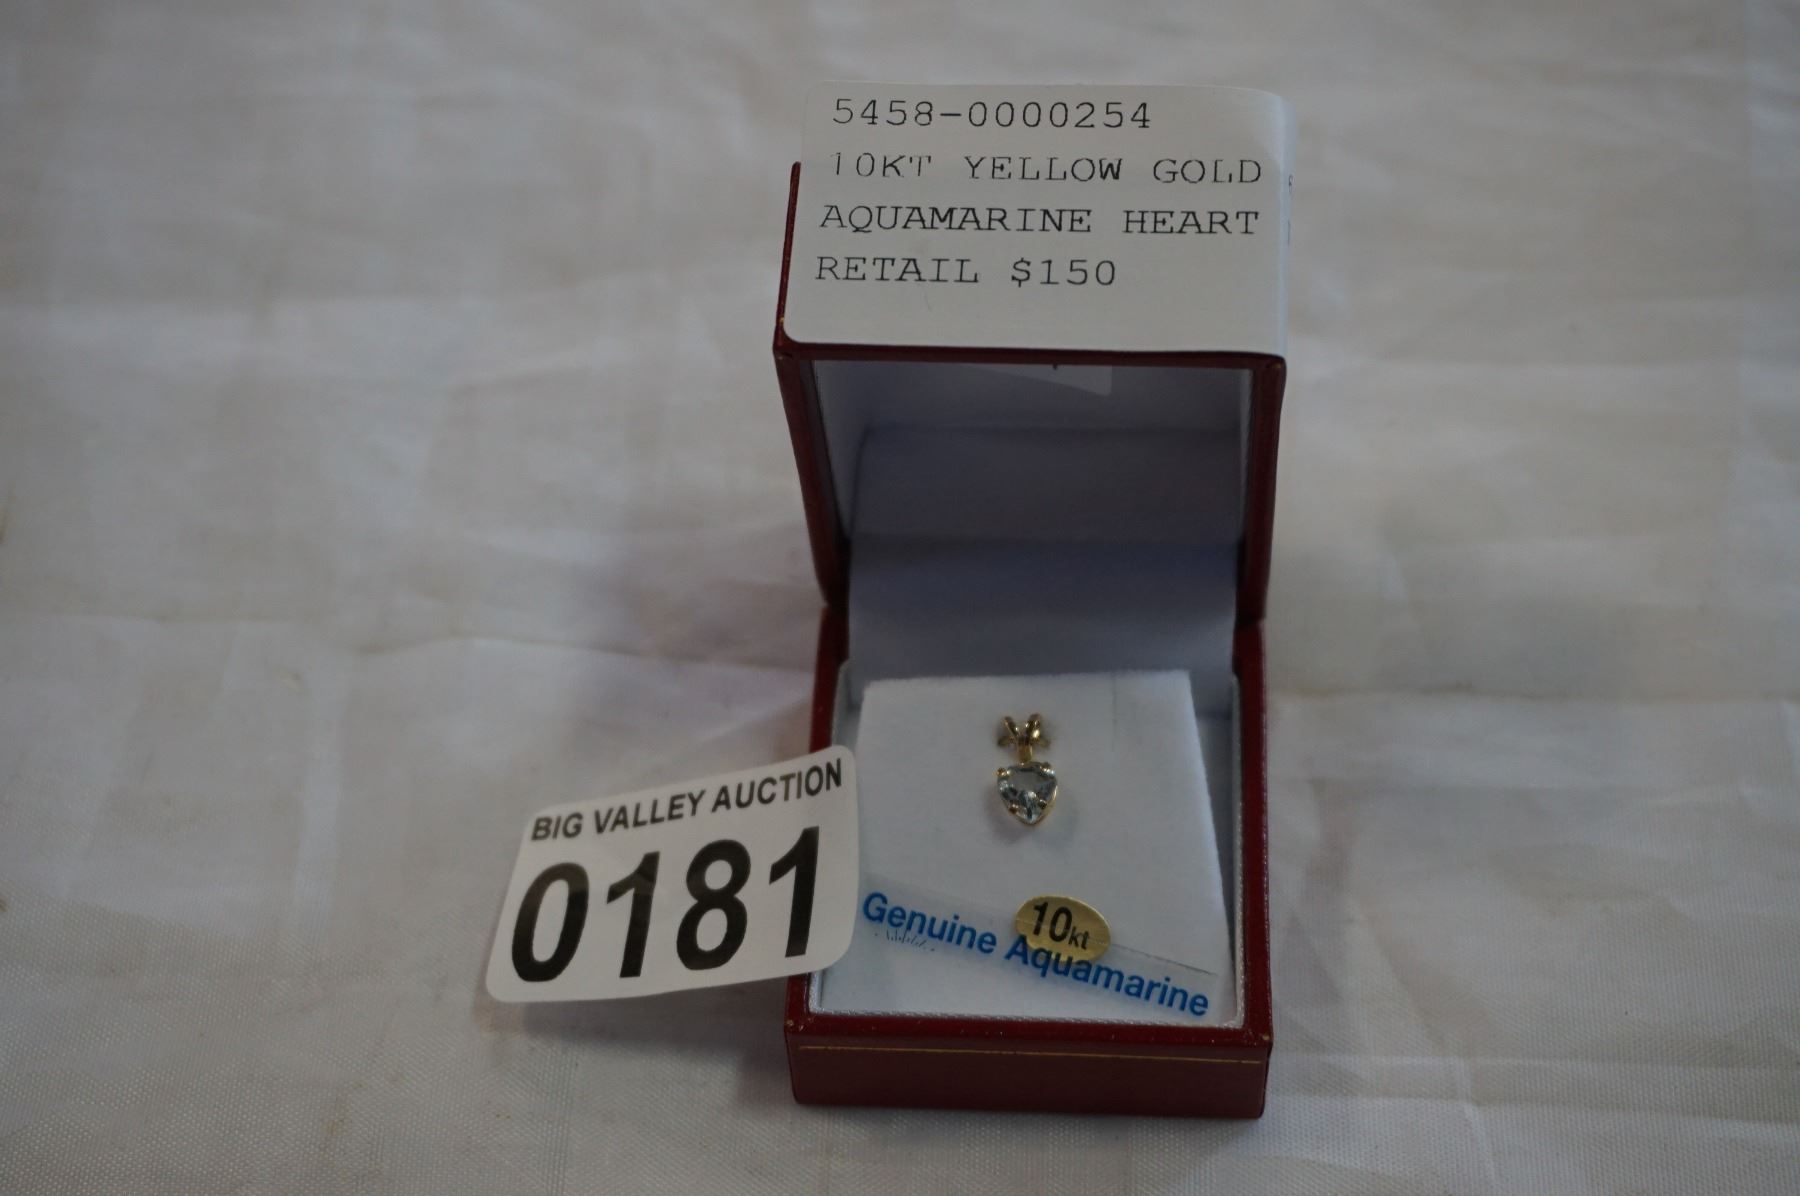 5458-0000254
10KT YELLOW GOLD
AQUAMARINE HEART
RETAIL $150
BIG VALLEY AUCTION
0181
10kt
Genuine Aquamarine